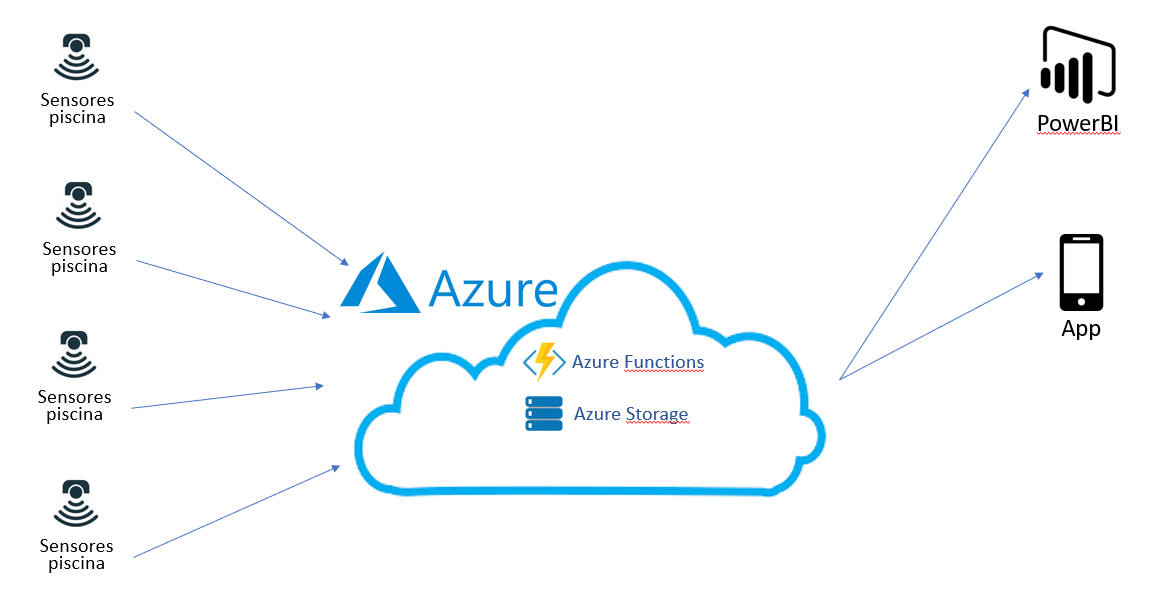 Sensores
piscina
Sensores
piscina
Sensores
piscina
Sensores
piscina
Azure
Azure Functions
Azure Storage
PowerBI
App